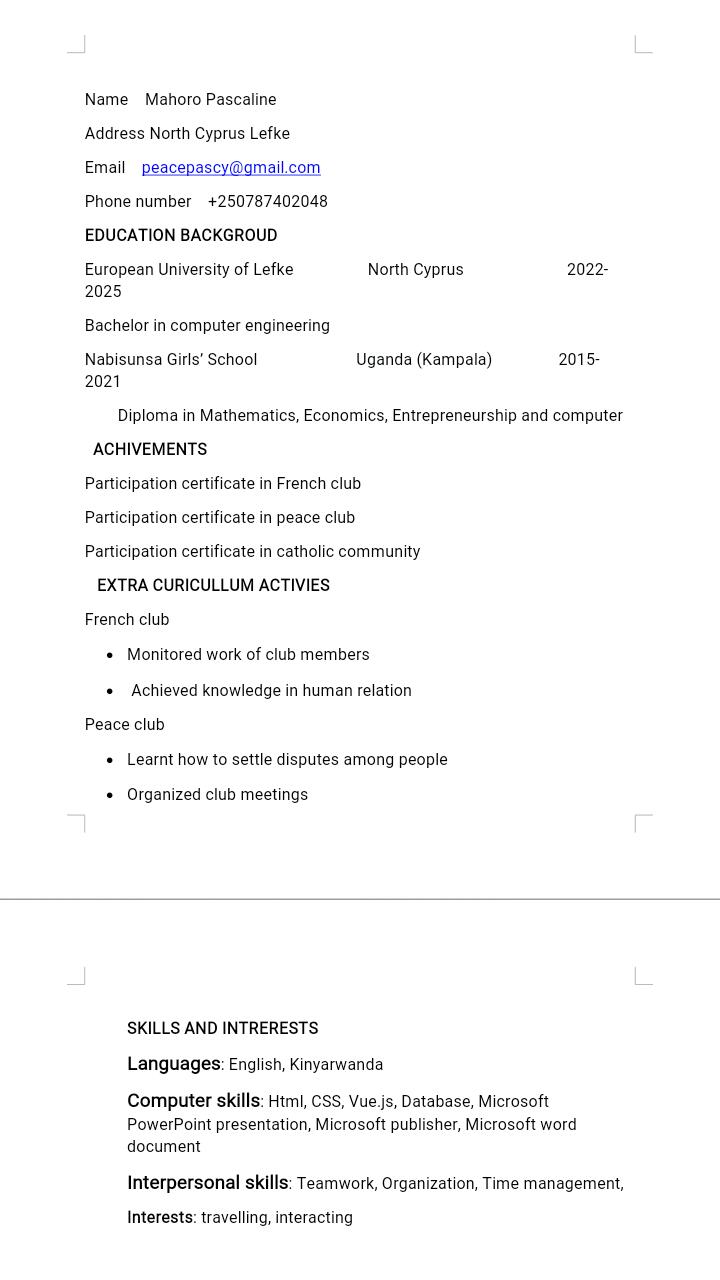 Name Mahoro Pascaline
Address North Cyprus Lefke
Email peacepascy@gmail.com
Phone number +250787402048
EDUCATION BACKGROUD
European University of Lefke North Cyprus 2022-
2025
Bachelor in computer engineering
Nabisunsa Girls’ School Uganda (Kampala) 2015-
2021
Diploma in Mathematics, Economics, Entrepreneurship and computer
ACHIVEMENTS
Participation certificate in French club
Participation certificate in peace club
Participation certificate in catholic community
EXTRA CURICULLUM ACTIVIES
French club
• Monitored work of club members
• Achieved knowledge in human relation
Peace club
• Learnt how to settle disputes among people
• Organized club meetings
SKILLS AND INTRERESTS
Languages: English, Kinyarwanda
Computer skills: Html, CSS, Vue.js, Database, Microsoft
PowerPoint presentation, Microsoft publisher, Microsoft word
document
Interpersonal skills: Teamwork, Organization, Time management,
Interests: travelling, interacting